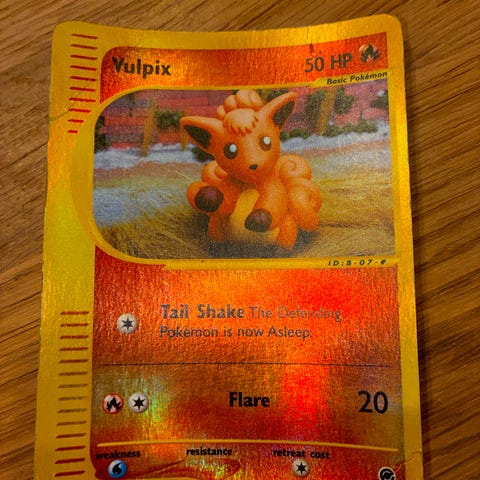 Vulpix 50 HP
Basic Pokémon
ID:B-07-#
Tail Shake The Defending
Pokémon is now Asleep.
Flare 20
weakness resistance retreat cost